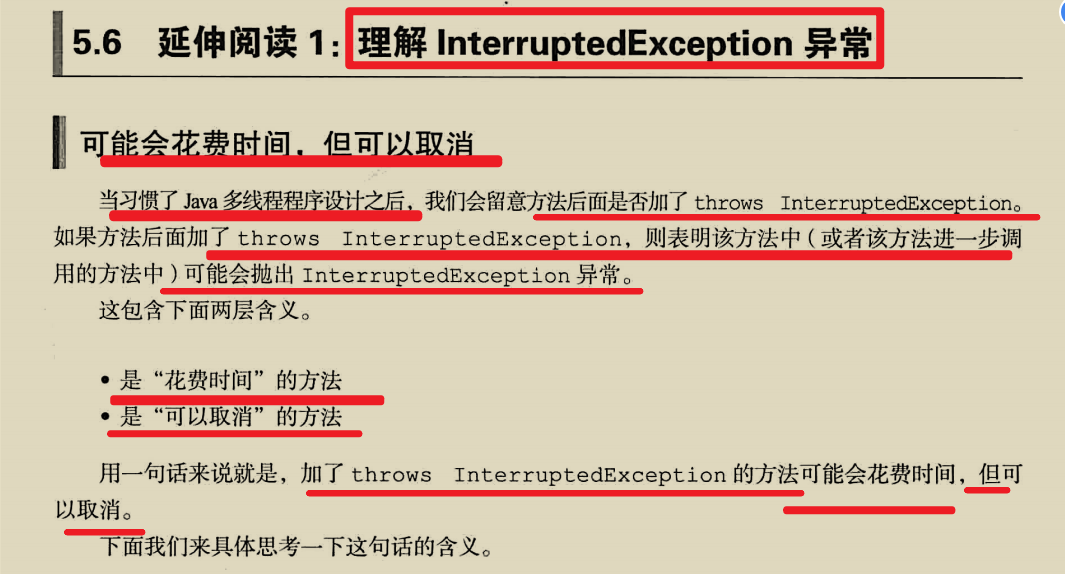 5.6 延伸阅读 1：理解 InterruptedException 异常
可能会花费时间，但可以取消
当习惯了 Java 多线程程序设计之后，我们会留意方法后面是否加了 throws InterruptedException。
如果方法后面加了 throws InterruptedException，则表明该方法中（或者该方法进一步调
用的方法中）可能会抛出 InterruptedException 异常。
这包含下面两层含义。
• 是“花费时间”的方法
• 是“可以取消”的方法
用一句话来说就是，加了 throws InterruptedException 的方法可能会花费时间，但可
以取消。
下面我们来具体思考一下这句话的含义。